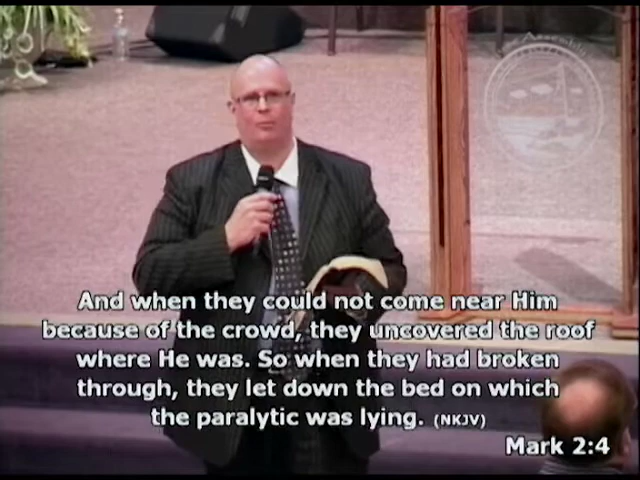 And when they could not come near Him
because of the crowd, they uncovered the roof
where He was. So when they had broken
through, they let down the bed on which
the paralytic was lying. (NKJV)
Mark 2:4